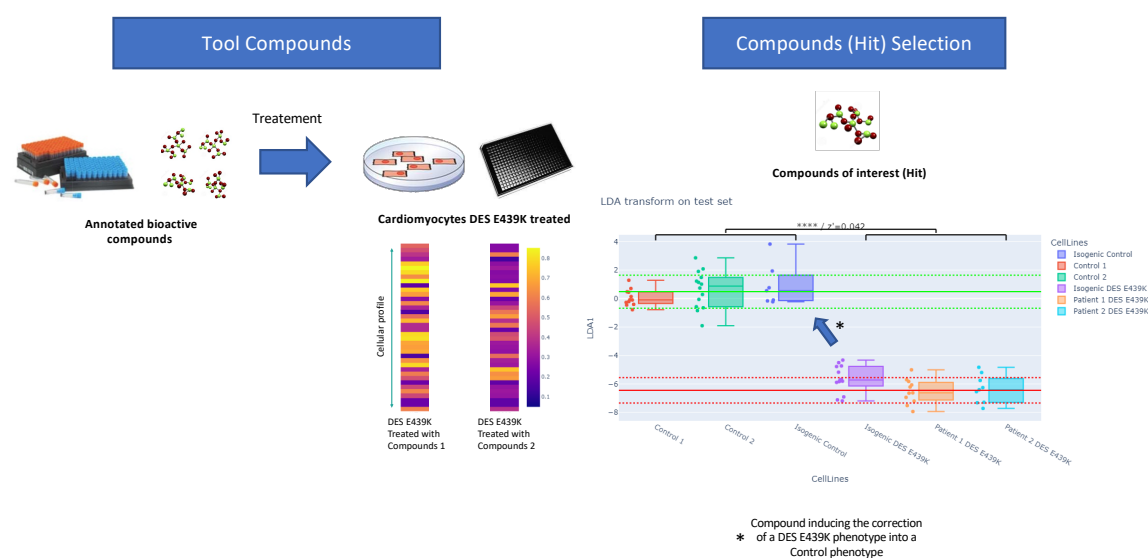 Tool Compounds
Compounds (Hit) Selection
Treatement
Annotated bioactive
compounds
Cardiomyocytes DES E439K treated
Cellular profile
0.8
0.7
0.6
0.5
0.4
0.3
0.2
0.1
DES E439K
Treated with
Compounds 1
DES E439K
Treated with
Compounds 2
Compounds of interest (Hit)
LDA transform on test set
**** / z'=0.042
LDA1
4
2
0
−2
−4
−6
−8
*
Control 1
Control 2
Isogenic Control
Isogenic DES E439K
Patient 1 DES E439K
Patient 2 DES E439K
CellLines
CellLines
Isogenic Control
Control 1
Control 2
Isogenic DES E439K
Patient 1 DES E439K
Patient 2 DES E439K
Compound inducing the correction
* of a DES E439K phenotype into a
Control phenotype